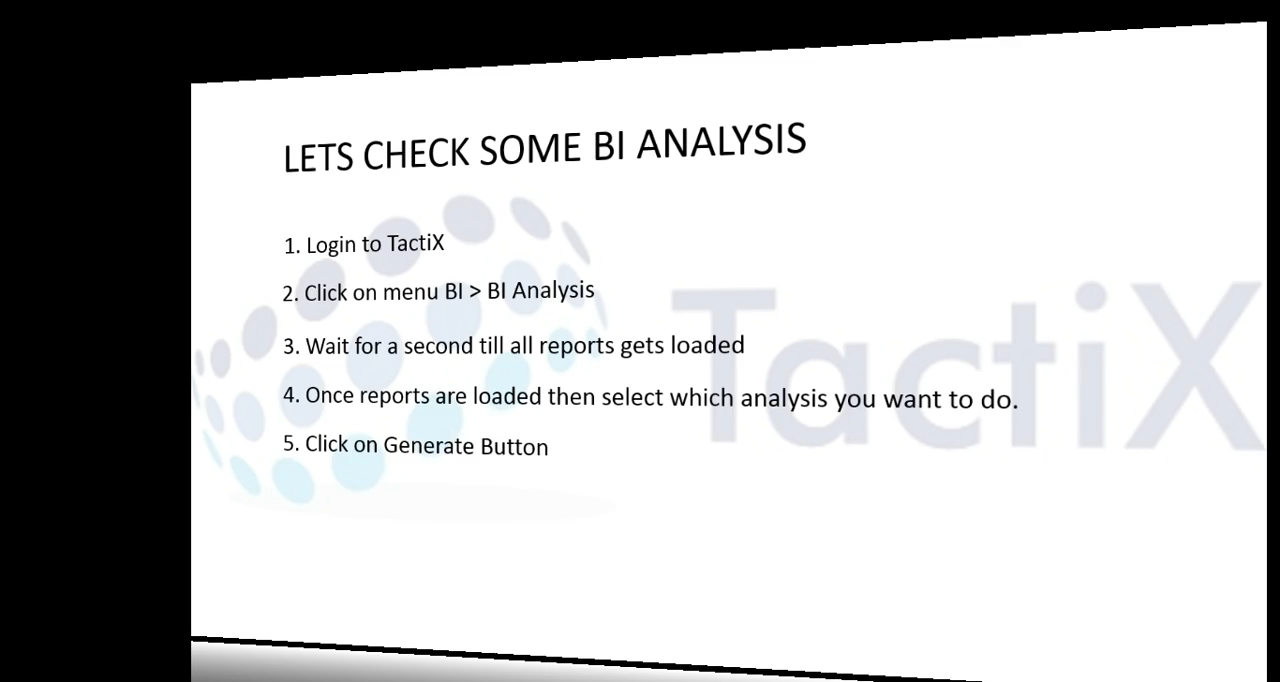 LETS CHECK SOME BI ANALYSIS
1. Login to TactiX
2. Click on menu BI > BI Analysis
3. Wait for a second till all reports gets loaded
4. Once reports are loaded then select which analysis you want to do.
5. Click on Generate Button
TactiX